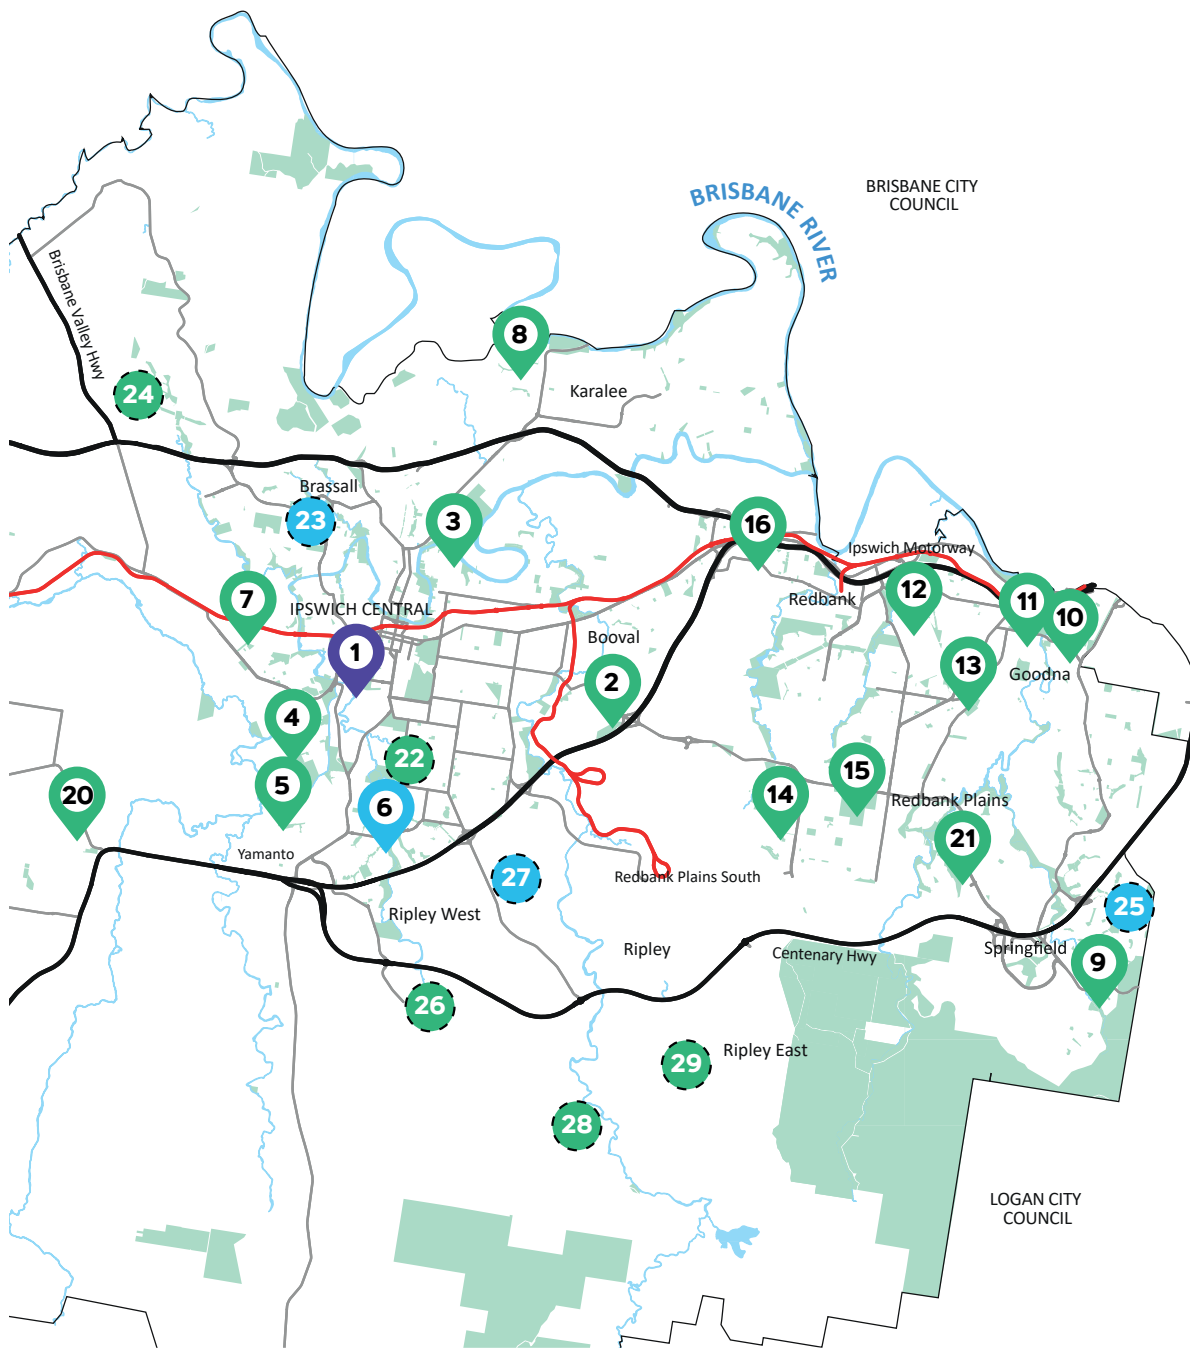 BRISBANE CITY
COUNCIL
BRISBANE RIVER
Brisbane Valley Hwy
8
Karalee
24
Brassall
23
3
16
Ipswich Motorway
7
IPSWICH CENTRAL
Redbank
12
11
10
1
Booval
2
13
Goodna
4
22
5
6
20
14
15
Redbank Plains
21
Yamanto
27
Redbank Plains South
25
Ripley West
Ripley
Centenary Hwy
Springfield
9
26
29
Ripley East
28
LOGAN CITY
COUNCIL